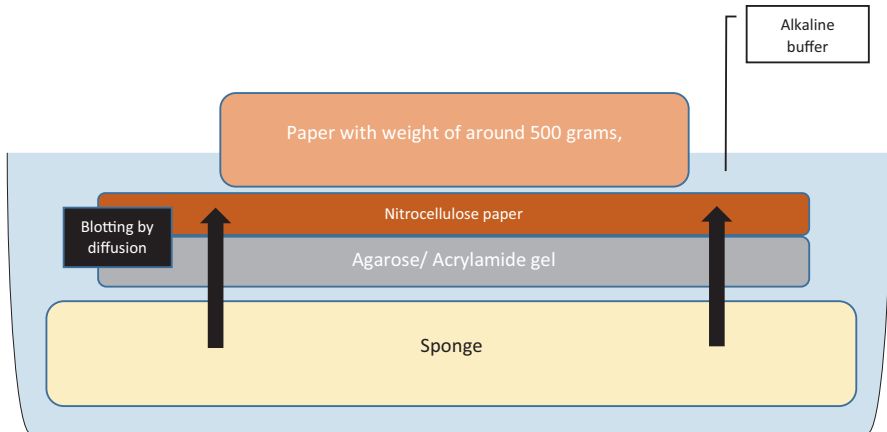 Alkaline
buffer
Paper with weight of around 500 grams,
Nitrocellulose paper
Blotting by
diffusion
Agarose/ Acrylamide gel
Sponge